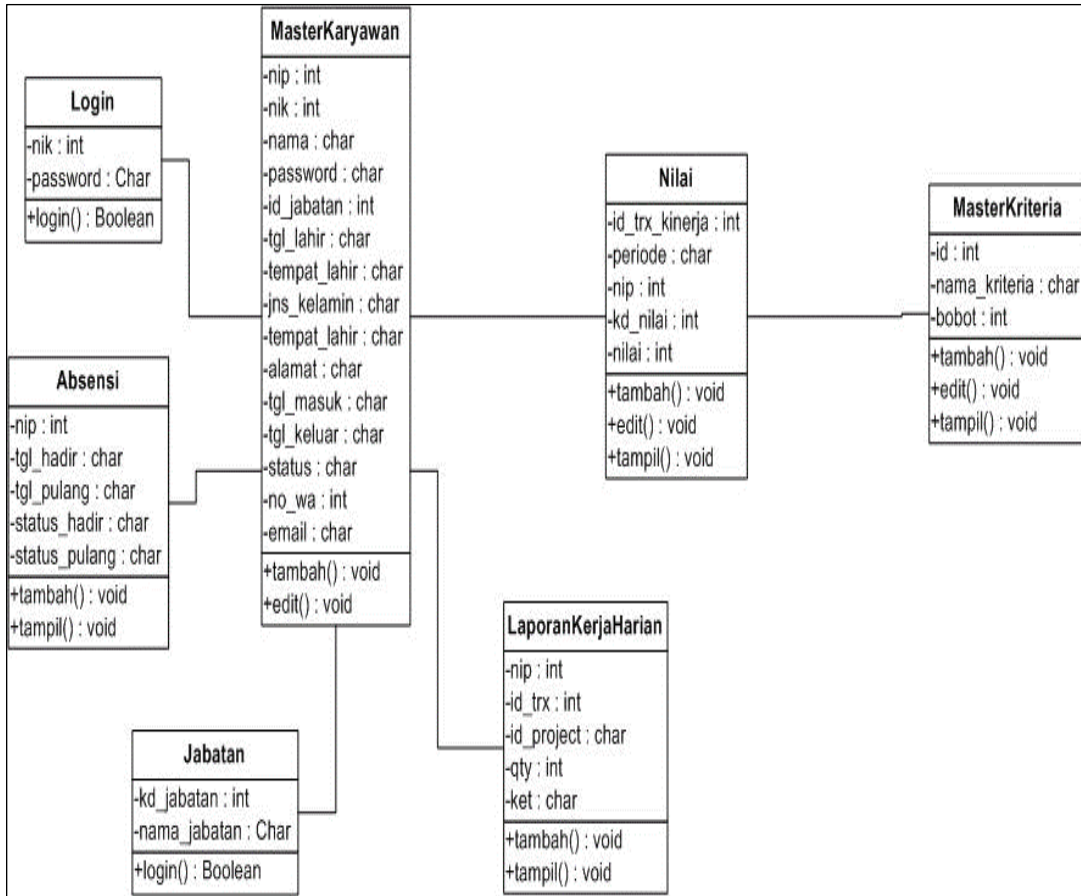 MasterKaryawan
-nip : int
-nik : int
-nama : char
-password : char
-id_jabatan : int
-tgl_lahir : char
-tempat_lahir : char
-jns_kelamin : char
-tempat_lahir : char
-alamat : char
-tgl_masuk : char
-tgl_keluar : char
-status : char
-no_wa : int
-email : char
+tambah() : void
+edit() : void
Login
-nik : int
-password : Char
+login() : Boolean
Nilai
-id_trx_kinerja : int
-periode : char
-nip : int
-kd_nilai : int
-nilai : int
+tambah() : void
+edit() : void
+tampil() : void
MasterKriteria
-id : int
-nama_kriteria : char
-bobot : int
+tambah() : void
+edit() : void
+tampil() : void
Absensi
-nip : int
-tgl_hadir : char
-tgl_pulang : char
-status_hadir : char
-status_pulang : char
+tambah() : void
+tampil() : void
LaporanKerjaHarian
-nip : int
-id_trx : int
-id_project : char
-qty : int
-ket : char
+tambah() : void
+tampil() : void
Jabatan
-kd_jabatan : int
-nama_jabatan : Char
+login() : Boolean